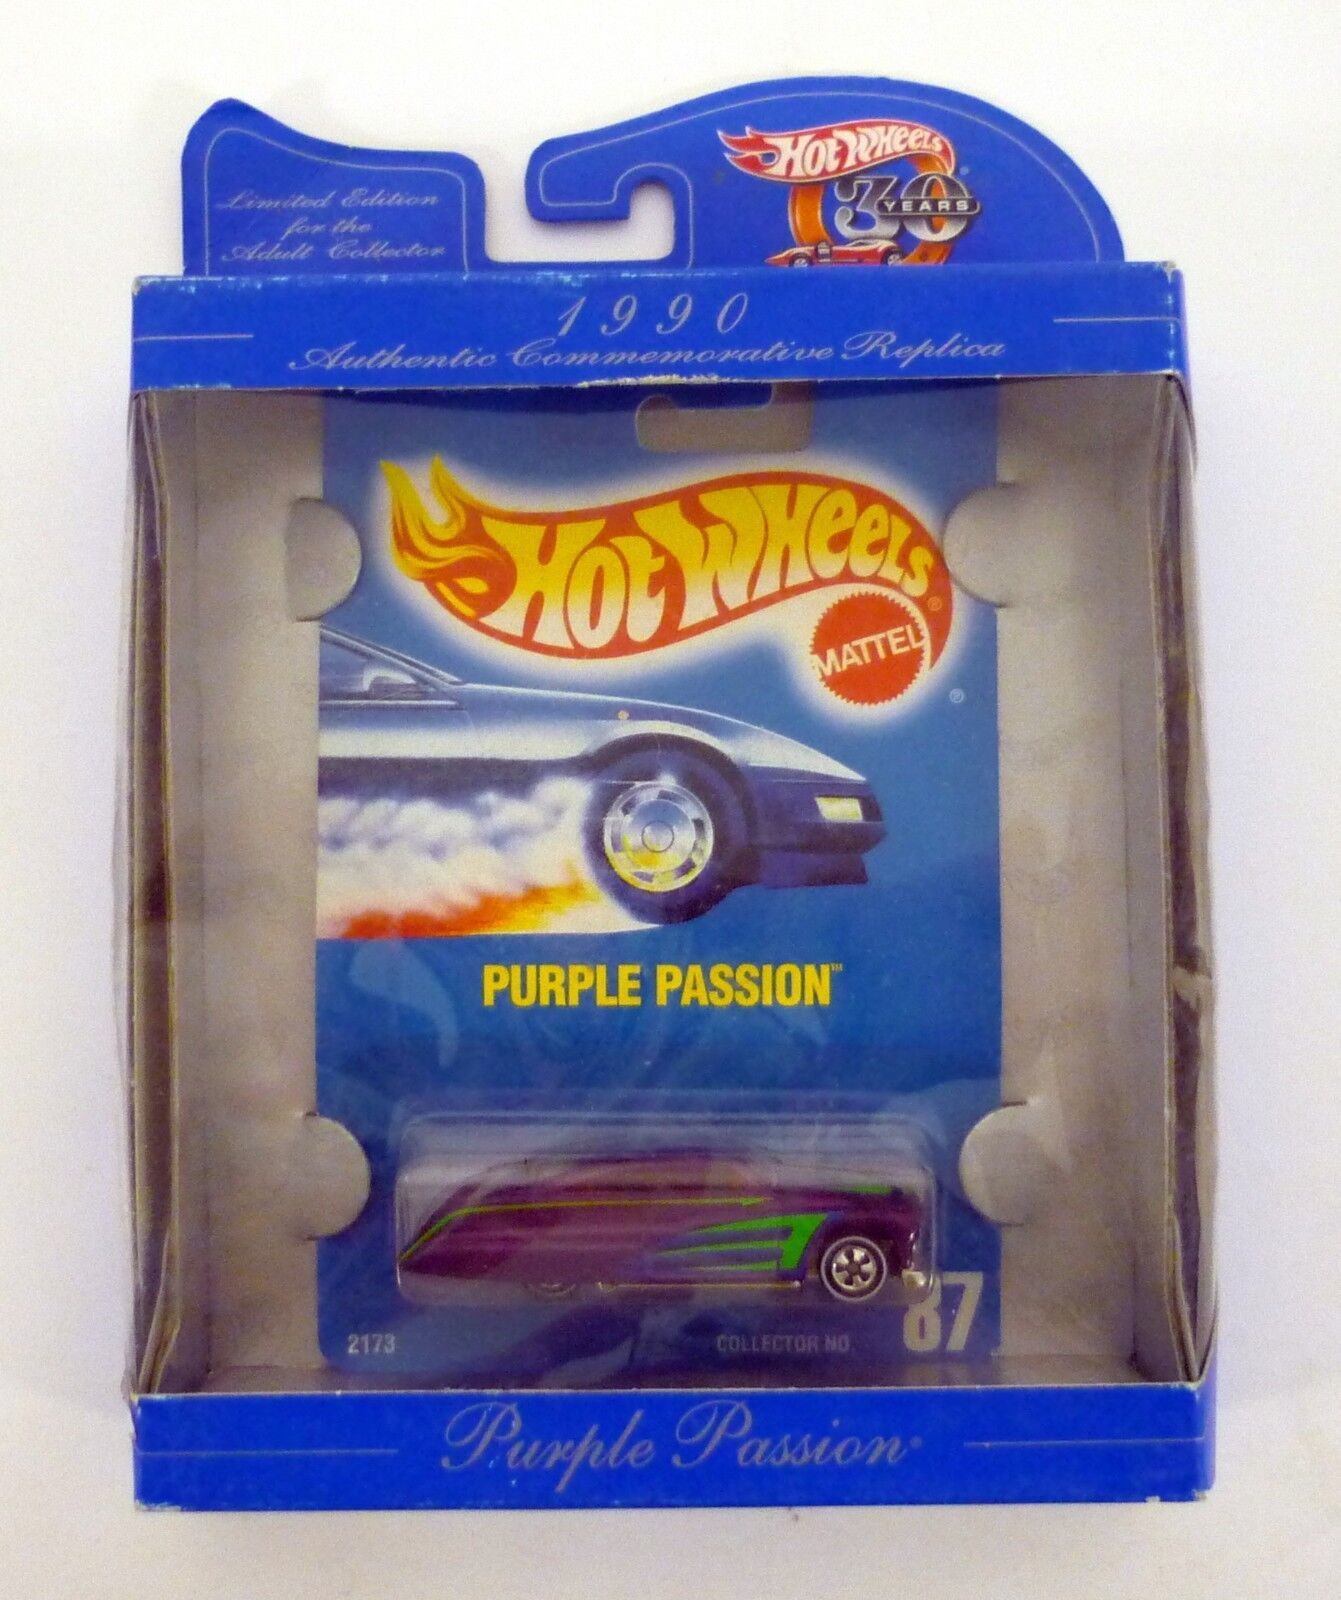 Limited Edition
for the
Adult Collector
HOT WHEELS
30
YEARS
1990
Authentic Commemorative Replica
HOT WHEELS®
MATTEL
®
PURPLE PASSION™
2173
COLLECTOR NO.
87
Purple Passion®